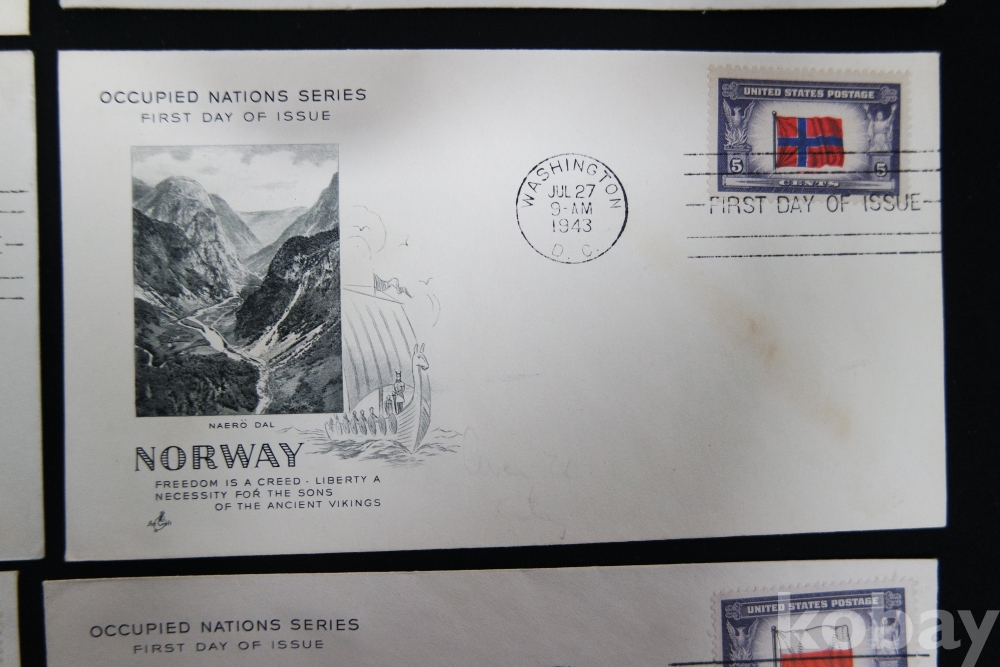 OCCUPIED NATIONS SERIES
FIRST DAY OF ISSUE
UNITED STATES POSTAGE
5 5
CENTS
WASHINGTON
JUL 27
9-AM
1943
D. C.
FIRST DAY OF ISSUE
NAERÖ DAL
NORWAY
FREEDOM IS A CREED - LIBERTY A
NECESSITY FOR THE SONS
OF THE ANCIENT VIKINGS
ArtCraft
OCCUPIED NATIONS SERIES
FIRST DAY OF ISSUE
UNITED STATES POSTAGE
kobay